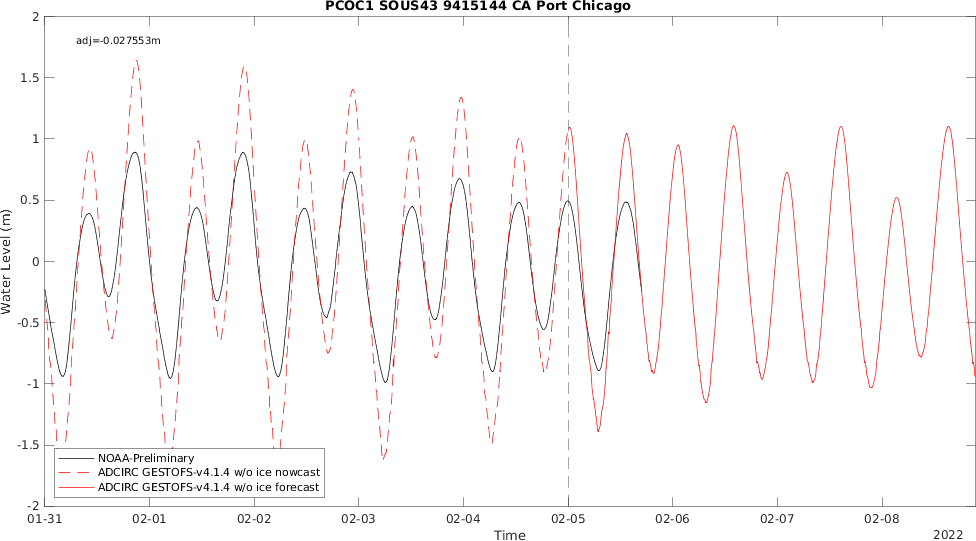 PCOC1 SOUS43 9415144 CA Port Chicago
adj=-0.027553m
2
1.5
1
0.5
0
-0.5
-1
-1.5
-2
Water Level (m)
NOAA-Preliminary
ADCIRC GESTOFS-v4.1.4 w/o ice nowcast
ADCIRC GESTOFS-v4.1.4 w/o ice forecast
01-31 02-01 02-02 02-03 02-04 02-05 02-06 02-07 02-08
Time
2022